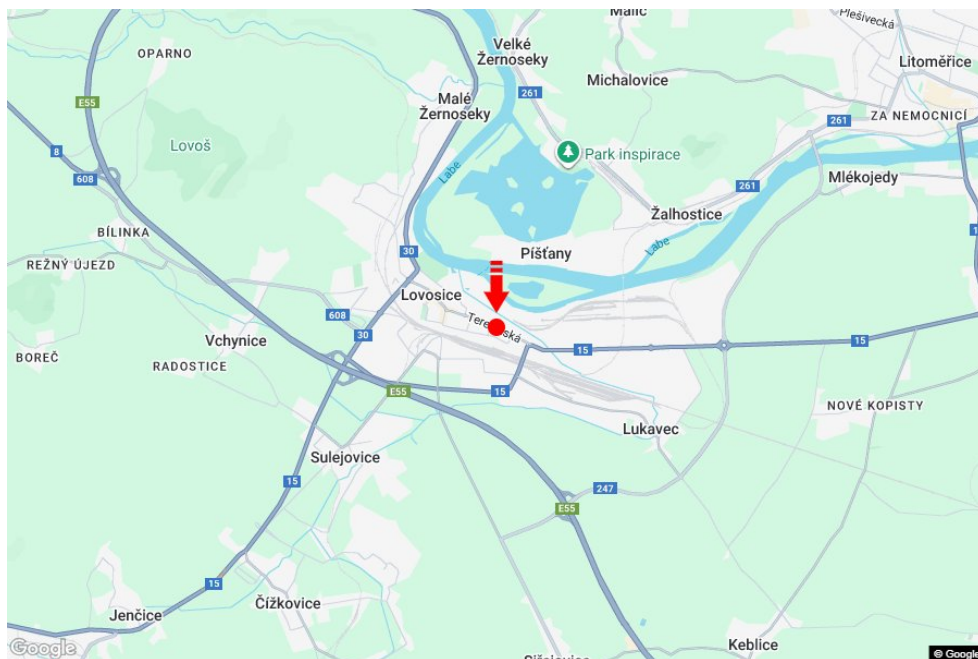 Malíč
Plešivecká
OPARNO
VELKÉ
Žernoseky
Litoměřice
Michalovice
261
E55
Malé
Žernoseky
ZA NEMOCNICÍ
261
261
Lovoš
8
Park inspirace
608
Labe
261
Mlékojedy
Žalhostice
BÍLINKA
Labe
30
Píšťany
REŽNÝ ÚJEZD
Lovosice
608
Vchynice
30
15
15
BOREČ
RADOSTICE
E55
15
NOVÉ KOPISTY
Lukavec
Sulejovice
15
247
E55
15
Čížkovice
Jenčice
Keblice
Google
© Google